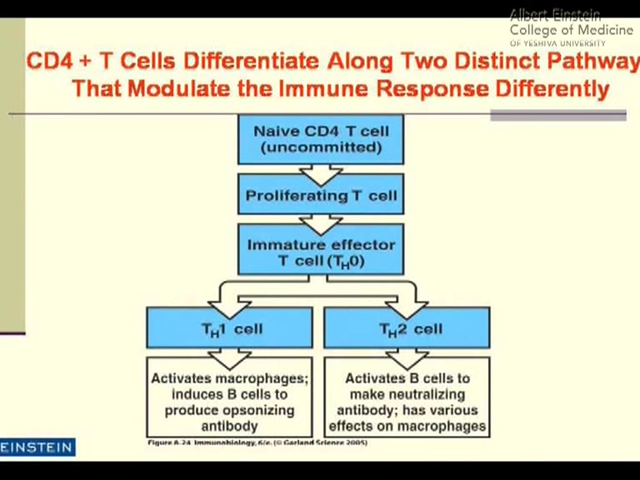 Albert Einstein
College of Medicine
OF YESHIVA UNIVERSITY
CD4 + T Cells Differentiate Along Two Distinct Pathway
That Modulate the Immune Response Differently
Naive CD4 T cell
(uncommitted)
Proliferating T cell
Immature effector
T cell (TH0)
TH1 cell
TH2 cell
Activates macrophages;
induces B cells to
produce opsonizing
antibody
Activates B cells to
make neutralizing
antibody; has various
effects on macrophages
Figure 8-24 Immunobiology, 6/e. (© Garland Science 2005)
EINSTEIN